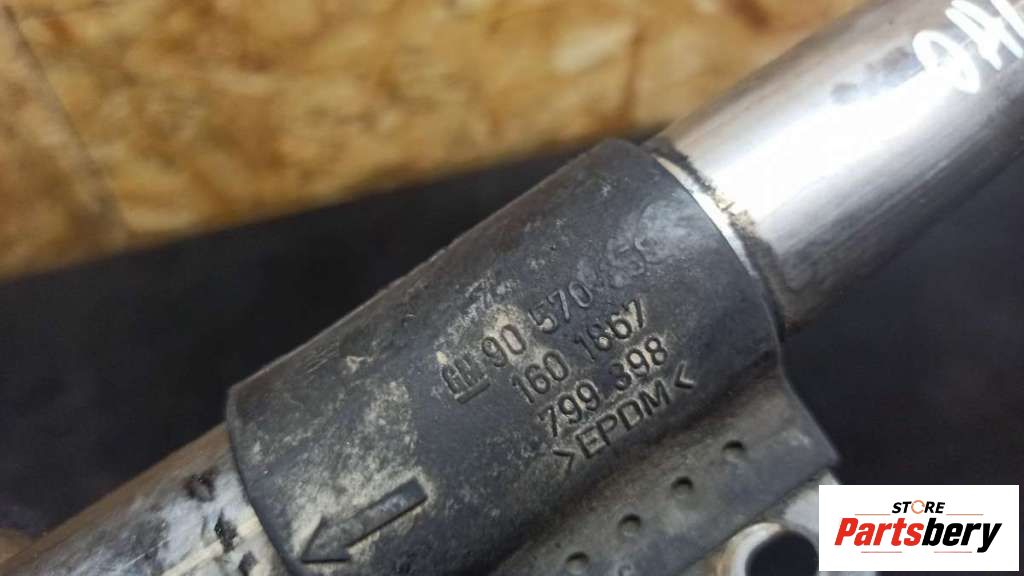 GM 90 570
160 1867
799 398
>EPDM<
STORE
Partsbery